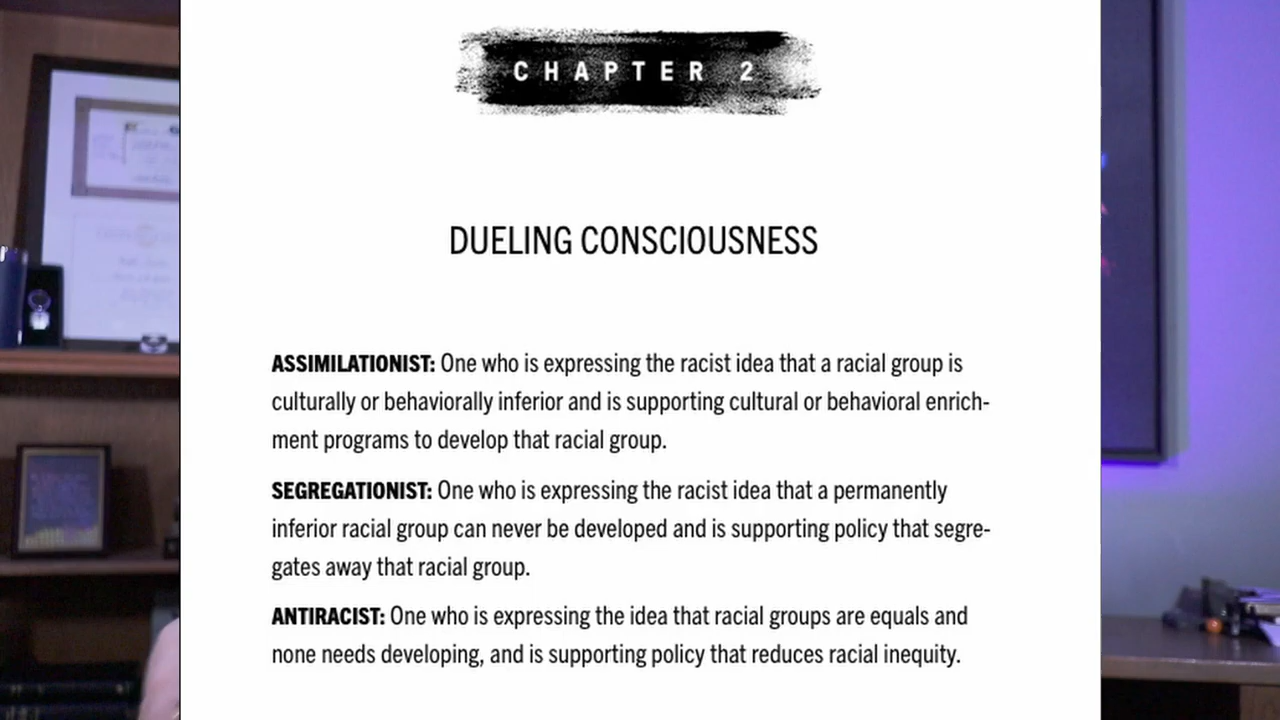 CHAPTER 2
DUELING CONSCIOUSNESS
ASSIMILATIONIST: One who is expressing the racist idea that a racial group is
culturally or behaviorally inferior and is supporting cultural or behavioral enrich-
ment programs to develop that racial group.
SEGREGATIONIST: One who is expressing the racist idea that a permanently
inferior racial group can never be developed and is supporting policy that segre-
gates away that racial group.
ANTIRACIST: One who is expressing the idea that racial groups are equals and
none needs developing, and is supporting policy that reduces racial inequity.